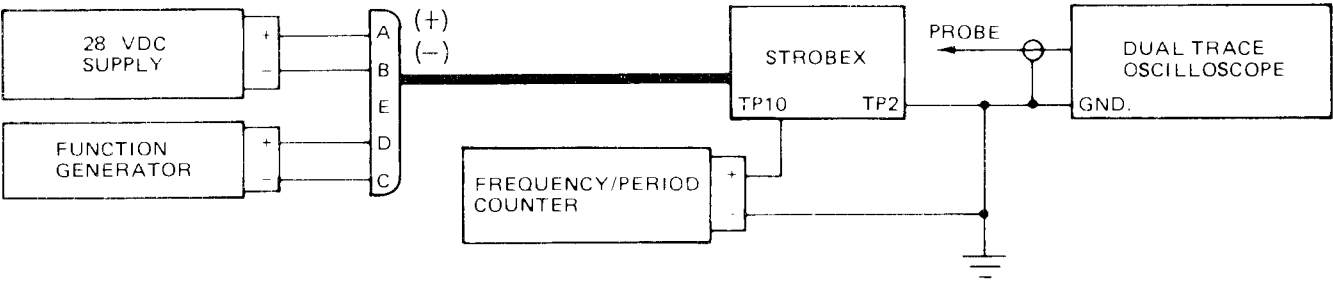 28 VDC
SUPPLY
+
−
A
B
E
D
C
(+)
(−)
FUNCTION
GENERATOR
+
−
STROBEX
TP10
TP2
FREQUENCY/PERIOD
COUNTER
+
-
PROBE
DUAL TRACE
OSCILLOSCOPE
GND.